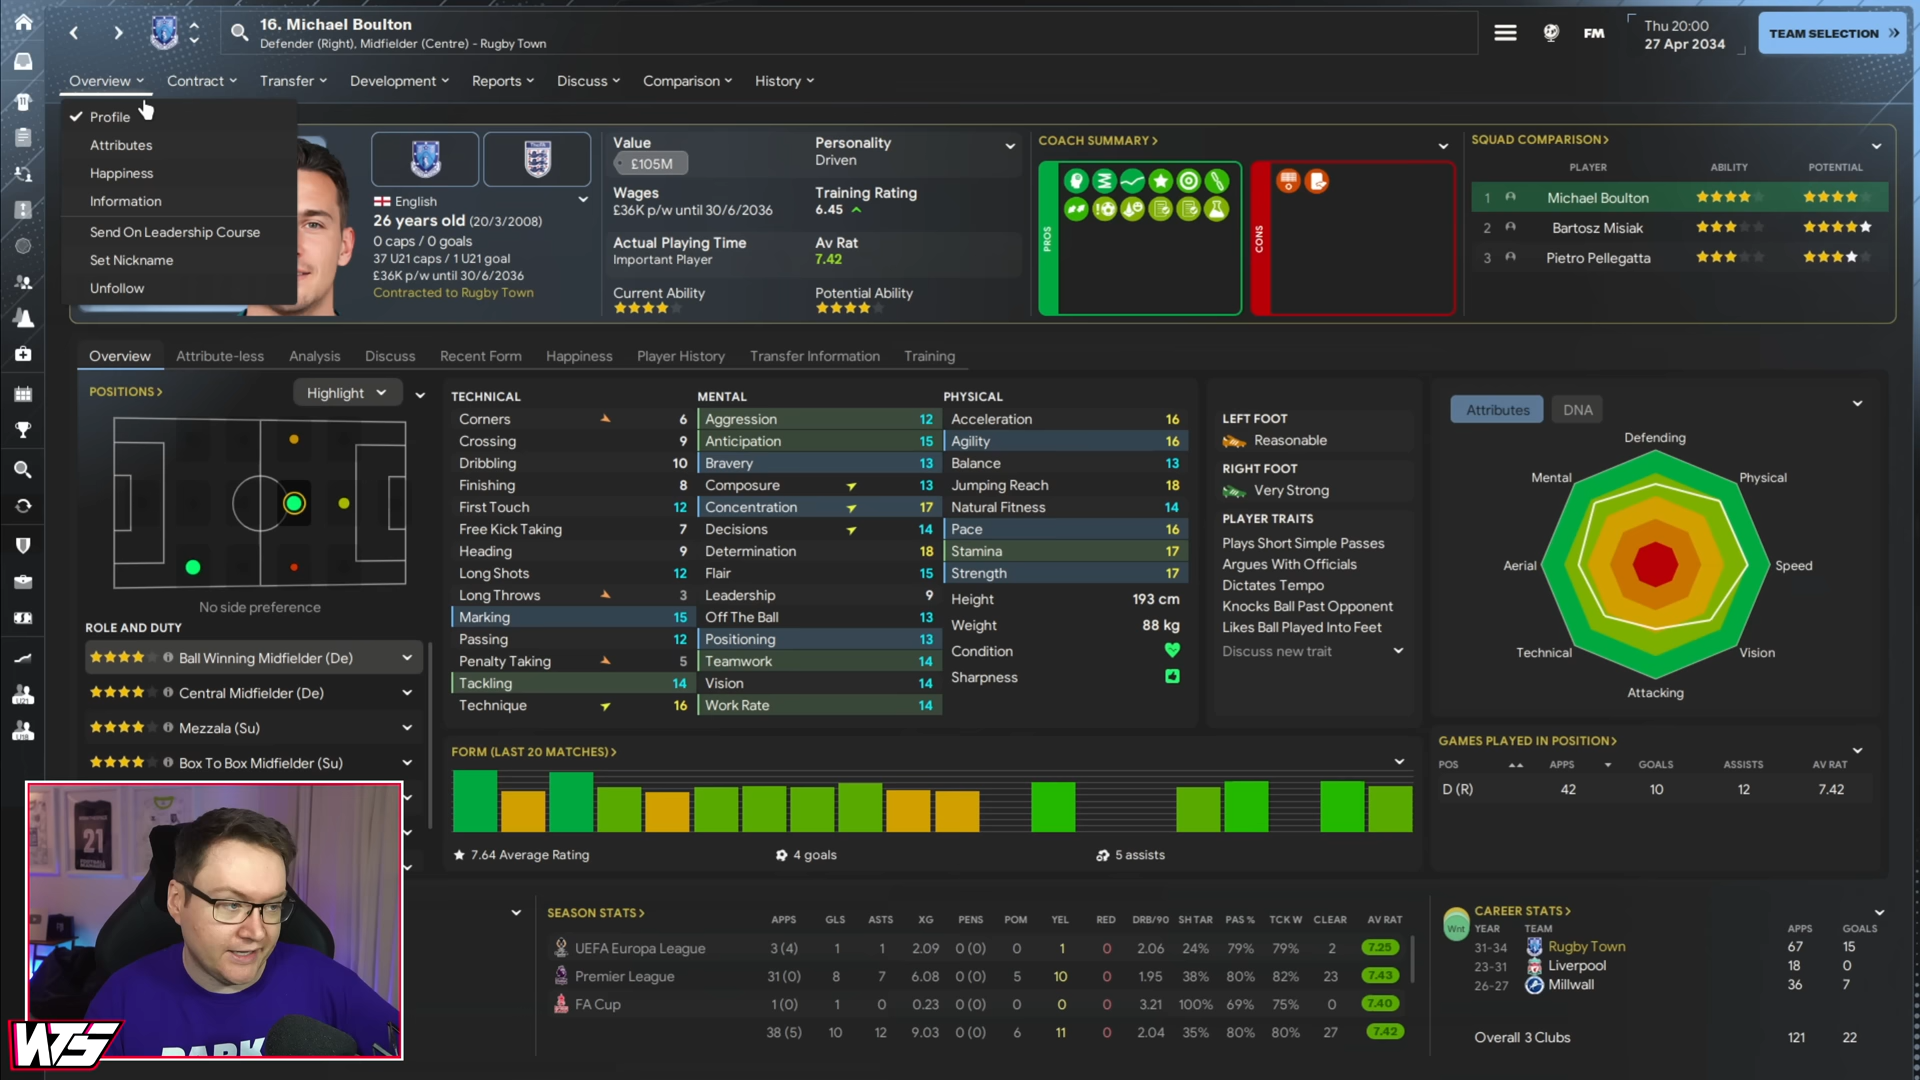 16. Michael Boulton
Defender (Right), Midfielder (Centre) - Rugby Town
FM
Thu 20:00
27 Apr 2034
TEAM SELECTION
Overview
Contract
Transfer
Development
Reports
Discuss
Comparison
History
Profile
Attributes
Happiness
Information
Send On Leadership Course
Set Nickname
Unfollow
English
26 years old (20/3/2008)
0 caps / 0 goals
37 U21 caps / 1 U21 goal
£36K p/w until 30/6/2036
Contracted to Rugby Town
Value
£105M
Wages
£36K p/w until 30/6/2036
Actual Playing Time
Important Player
Current Ability
Personality
Driven
Training Rating
6.45
Av Rat
7.42
Potential Ability
COACH SUMMARY
PROS
CONS
SQUAD COMPARISON
PLAYER ABILITY POTENTIAL
1 Michael Boulton
2 Bartosz Misiak
3 Pietro Pellegatta
Overview Attribute-less Analysis Discuss Recent Form Happiness Player History Transfer Information Training
POSITIONS
Highlight
No side preference
ROLE AND DUTY
Ball Winning Midfielder (De)
Central Midfielder (De)
Mezzala (Su)
Box To Box Midfielder (Su)
TECHNICAL
Corners 6
Crossing 9
Dribbling 10
Finishing 8
First Touch 12
Free Kick Taking 7
Heading 9
Long Shots 12
Long Throws 3
Marking 15
Passing 12
Penalty Taking 5
Tackling 14
Technique 16
MENTAL
Aggression 12
Anticipation 15
Bravery 13
Composure 13
Concentration 17
Decisions 14
Determination 18
Flair 15
Leadership 9
Off The Ball 13
Positioning 13
Teamwork 14
Vision 14
Work Rate 14
PHYSICAL
Acceleration 16
Agility 16
Balance 13
Jumping Reach 18
Natural Fitness 14
Pace 16
Stamina 17
Strength 17
Height 193 cm
Weight 88 kg
Condition
Sharpness
LEFT FOOT
Reasonable
RIGHT FOOT
Very Strong
PLAYER TRAITS
Plays Short Simple Passes
Argues With Officials
Dictates Tempo
Knocks Ball Past Opponent
Likes Ball Played Into Feet
Discuss new trait
Attributes DNA
Defending
Mental Physical
Aerial Speed
Technical Vision
Attacking
FORM (LAST 20 MATCHES)
7.64 Average Rating
4 goals
5 assists
GAMES PLAYED IN POSITION
POS APPS GOALS ASSISTS AV RAT
D (R) 42 10 12 7.42
SEASON STATS
APPS GLS ASTS XG PENS POM YEL RED DRB/90 SH TAR PAS % TCK W CLEAR AV RAT
UEFA Europa League 3 (4) 1 1 2.09 0 (0) 0 1 0 2.06 24% 79% 79% 2 7.25
Premier League 31(0) 8 7 6.08 0 (0) 5 10 0 1.95 38% 80% 82% 23 7.43
FA Cup 1 (0) 1 0 0.23 0 (0) 0 0 0 3.21 100% 69% 75% 0 7.40
38 (5) 10 12 9.03 0 (0) 6 11 0 2.04 35% 80% 80% 27 7.42
Wnt
CAREER STATS
YEAR TEAM APPS GOALS
31-34 Rugby Town 67 15
23-31 Liverpool 18 0
26-27 Millwall 36 7
Overall 3 Clubs 121 22
21
WTS
U21
U18